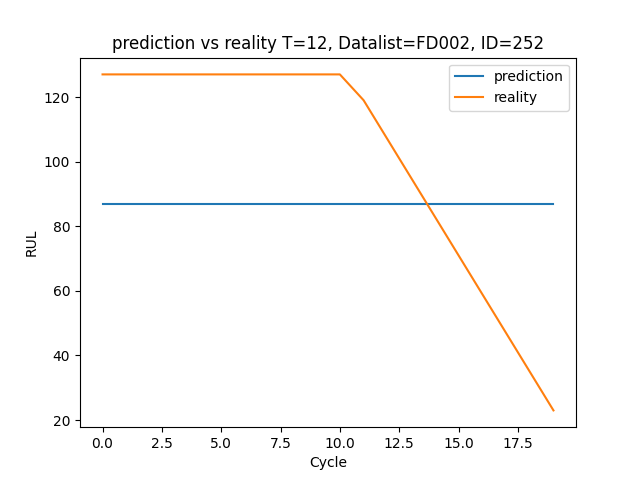 prediction vs reality T=12, Datalist=FD002, ID=252
prediction
reality
RUL
120
100
80
60
40
20
0.0 2.5 5.0 7.5 10.0 12.5 15.0 17.5
Cycle